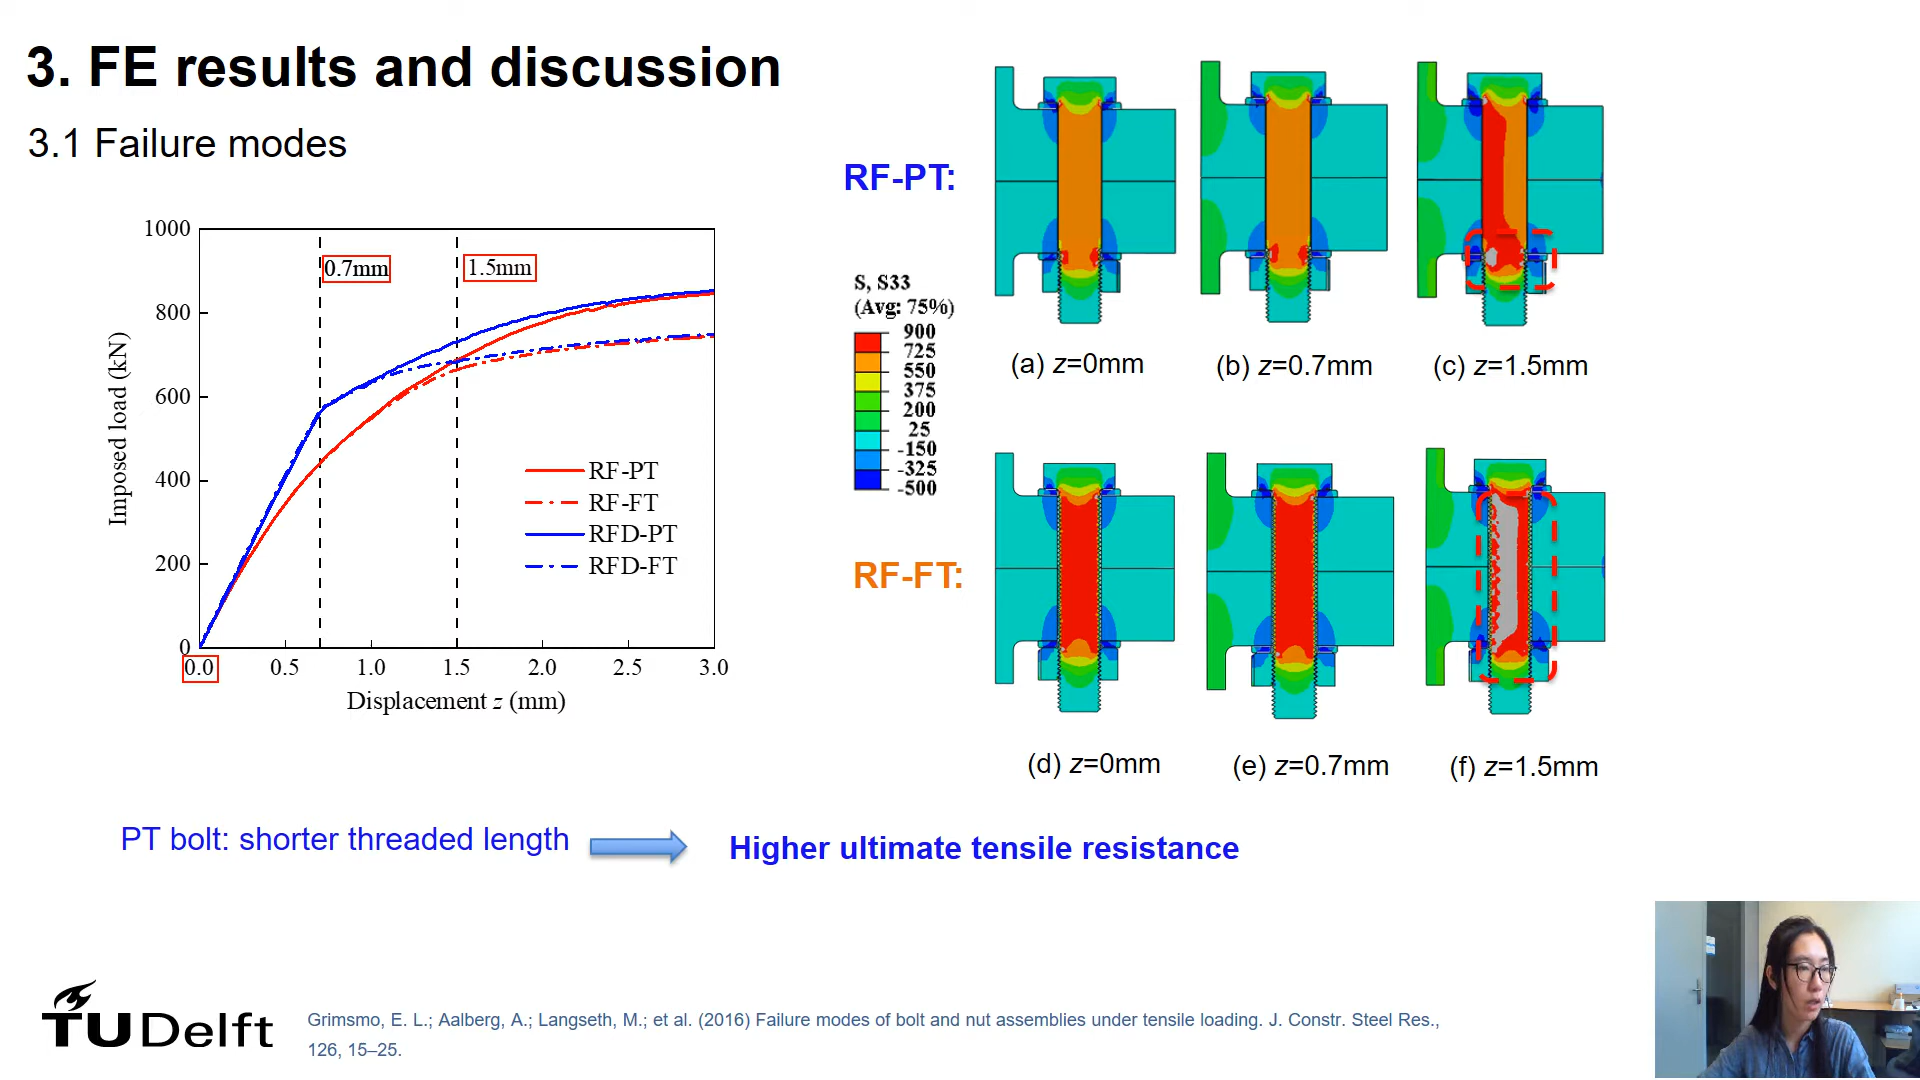 3. FE results and discussion
3.1 Failure modes
1000
800
600
400
200
0
0.0
0.5
1.0
1.5
2.0
2.5
3.0
Imposed load (kN)
Displacement z (mm)
0.7mm
1.5mm
RF-PT
RF-FT
RFD-PT
RFD-FT
RF-PT:
S, S33
(Avg: 75%)
900
725
550
375
200
25
-150
-325
-500
(a) z=0mm
(b) z=0.7mm
(c) z=1.5mm
RF-FT:
(d) z=0mm
(e) z=0.7mm
(f) z=1.5mm
PT bolt: shorter threaded length
Higher ultimate tensile resistance
TUDelft
Grimsmo, E. L.; Aalberg, A.; Langseth, M.; et al. (2016) Failure modes of bolt and nut assemblies under tensile loading. J. Constr. Steel Res.,
126, 15–25.